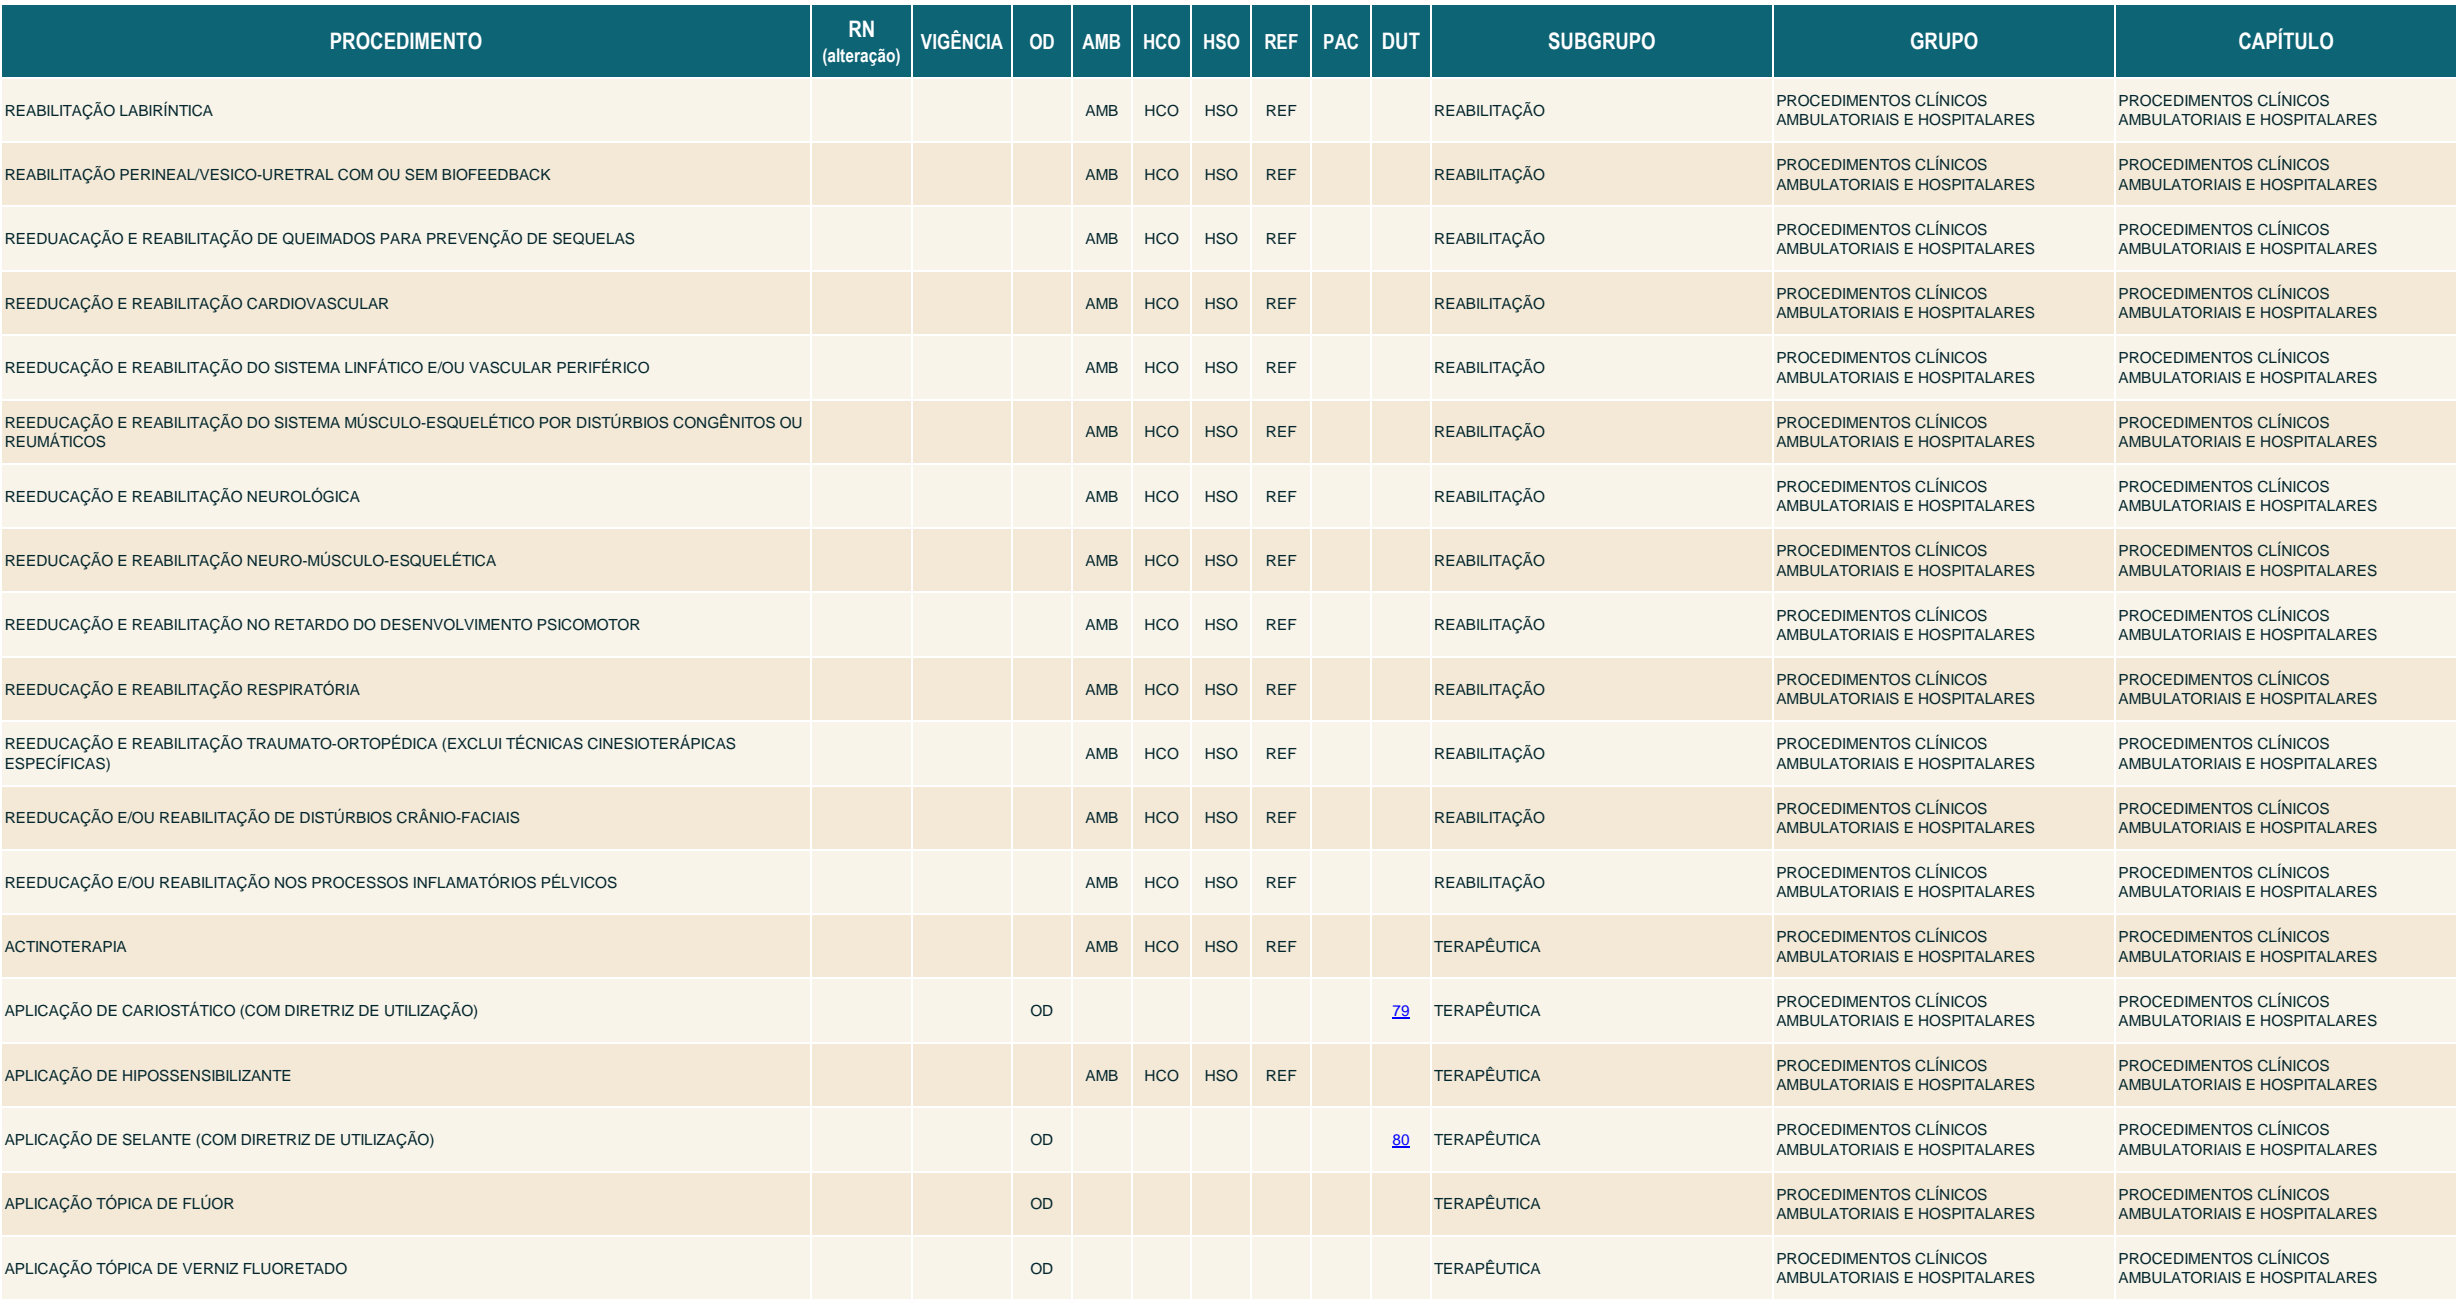 PROCEDIMENTO RN (alteração) VIGÊNCIA OD AMB HCO HSO REF PAC DUT SUBGRUPO GRUPO CAPÍTULO
REABILITAÇÃO LABIRÍNTICA AMB HCO HSO REF REABILITAÇÃO PROCEDIMENTOS CLÍNICOS AMBULATORIAIS E HOSPITALARES PROCEDIMENTOS CLÍNICOS AMBULATORIAIS E HOSPITALARES
REABILITAÇÃO PERINEAL/VESICO-URETRAL COM OU SEM BIOFEEDBACK AMB HCO HSO REF REABILITAÇÃO PROCEDIMENTOS CLÍNICOS AMBULATORIAIS E HOSPITALARES PROCEDIMENTOS CLÍNICOS AMBULATORIAIS E HOSPITALARES
REEDUACAÇÃO E REABILITAÇÃO DE QUEIMADOS PARA PREVENÇÃO DE SEQUELAS AMB HCO HSO REF REABILITAÇÃO PROCEDIMENTOS CLÍNICOS AMBULATORIAIS E HOSPITALARES PROCEDIMENTOS CLÍNICOS AMBULATORIAIS E HOSPITALARES
REEDUCAÇÃO E REABILITAÇÃO CARDIOVASCULAR AMB HCO HSO REF REABILITAÇÃO PROCEDIMENTOS CLÍNICOS AMBULATORIAIS E HOSPITALARES PROCEDIMENTOS CLÍNICOS AMBULATORIAIS E HOSPITALARES
REEDUCAÇÃO E REABILITAÇÃO DO SISTEMA LINFÁTICO E/OU VASCULAR PERIFÉRICO AMB HCO HSO REF REABILITAÇÃO PROCEDIMENTOS CLÍNICOS AMBULATORIAIS E HOSPITALARES PROCEDIMENTOS CLÍNICOS AMBULATORIAIS E HOSPITALARES
REEDUCAÇÃO E REABILITAÇÃO DO SISTEMA MÚSCULO-ESQUELÉTICO POR DISTÚRBIOS CONGÊNITOS OU REUMÁTICOS AMB HCO HSO REF REABILITAÇÃO PROCEDIMENTOS CLÍNICOS AMBULATORIAIS E HOSPITALARES PROCEDIMENTOS CLÍNICOS AMBULATORIAIS E HOSPITALARES
REEDUCAÇÃO E REABILITAÇÃO NEUROLÓGICA AMB HCO HSO REF REABILITAÇÃO PROCEDIMENTOS CLÍNICOS AMBULATORIAIS E HOSPITALARES PROCEDIMENTOS CLÍNICOS AMBULATORIAIS E HOSPITALARES
REEDUCAÇÃO E REABILITAÇÃO NEURO-MÚSCULO-ESQUELÉTICA AMB HCO HSO REF REABILITAÇÃO PROCEDIMENTOS CLÍNICOS AMBULATORIAIS E HOSPITALARES PROCEDIMENTOS CLÍNICOS AMBULATORIAIS E HOSPITALARES
REEDUCAÇÃO E REABILITAÇÃO NO RETARDO DO DESENVOLVIMENTO PSICOMOTOR AMB HCO HSO REF REABILITAÇÃO PROCEDIMENTOS CLÍNICOS AMBULATORIAIS E HOSPITALARES PROCEDIMENTOS CLÍNICOS AMBULATORIAIS E HOSPITALARES
REEDUCAÇÃO E REABILITAÇÃO RESPIRATÓRIA AMB HCO HSO REF REABILITAÇÃO PROCEDIMENTOS CLÍNICOS AMBULATORIAIS E HOSPITALARES PROCEDIMENTOS CLÍNICOS AMBULATORIAIS E HOSPITALARES
REEDUCAÇÃO E REABILITAÇÃO TRAUMATO-ORTOPÉDICA (EXCLUI TÉCNICAS CINESIOTERÁPICAS ESPECÍFICAS) AMB HCO HSO REF REABILITAÇÃO PROCEDIMENTOS CLÍNICOS AMBULATORIAIS E HOSPITALARES PROCEDIMENTOS CLÍNICOS AMBULATORIAIS E HOSPITALARES
REEDUCAÇÃO E/OU REABILITAÇÃO DE DISTÚRBIOS CRÂNIO-FACIAIS AMB HCO HSO REF REABILITAÇÃO PROCEDIMENTOS CLÍNICOS AMBULATORIAIS E HOSPITALARES PROCEDIMENTOS CLÍNICOS AMBULATORIAIS E HOSPITALARES
REEDUCAÇÃO E/OU REABILITAÇÃO NOS PROCESSOS INFLAMATÓRIOS PÉLVICOS AMB HCO HSO REF REABILITAÇÃO PROCEDIMENTOS CLÍNICOS AMBULATORIAIS E HOSPITALARES PROCEDIMENTOS CLÍNICOS AMBULATORIAIS E HOSPITALARES
ACTINOTERAPIA AMB HCO HSO REF TERAPÊUTICA PROCEDIMENTOS CLÍNICOS AMBULATORIAIS E HOSPITALARES PROCEDIMENTOS CLÍNICOS AMBULATORIAIS E HOSPITALARES
APLICAÇÃO DE CARIOSTÁTICO (COM DIRETRIZ DE UTILIZAÇÃO) OD 79 TERAPÊUTICA PROCEDIMENTOS CLÍNICOS AMBULATORIAIS E HOSPITALARES PROCEDIMENTOS CLÍNICOS AMBULATORIAIS E HOSPITALARES
APLICAÇÃO DE HIPOSSENSIBILIZANTE AMB HCO HSO REF TERAPÊUTICA PROCEDIMENTOS CLÍNICOS AMBULATORIAIS E HOSPITALARES PROCEDIMENTOS CLÍNICOS AMBULATORIAIS E HOSPITALARES
APLICAÇÃO DE SELANTE (COM DIRETRIZ DE UTILIZAÇÃO) OD 80 TERAPÊUTICA PROCEDIMENTOS CLÍNICOS AMBULATORIAIS E HOSPITALARES PROCEDIMENTOS CLÍNICOS AMBULATORIAIS E HOSPITALARES
APLICAÇÃO TÓPICA DE FLÚOR OD TERAPÊUTICA PROCEDIMENTOS CLÍNICOS AMBULATORIAIS E HOSPITALARES PROCEDIMENTOS CLÍNICOS AMBULATORIAIS E HOSPITALARES
APLICAÇÃO TÓPICA DE VERNIZ FLUORETADO OD TERAPÊUTICA PROCEDIMENTOS CLÍNICOS AMBULATORIAIS E HOSPITALARES PROCEDIMENTOS CLÍNICOS AMBULATORIAIS E HOSPITALARES